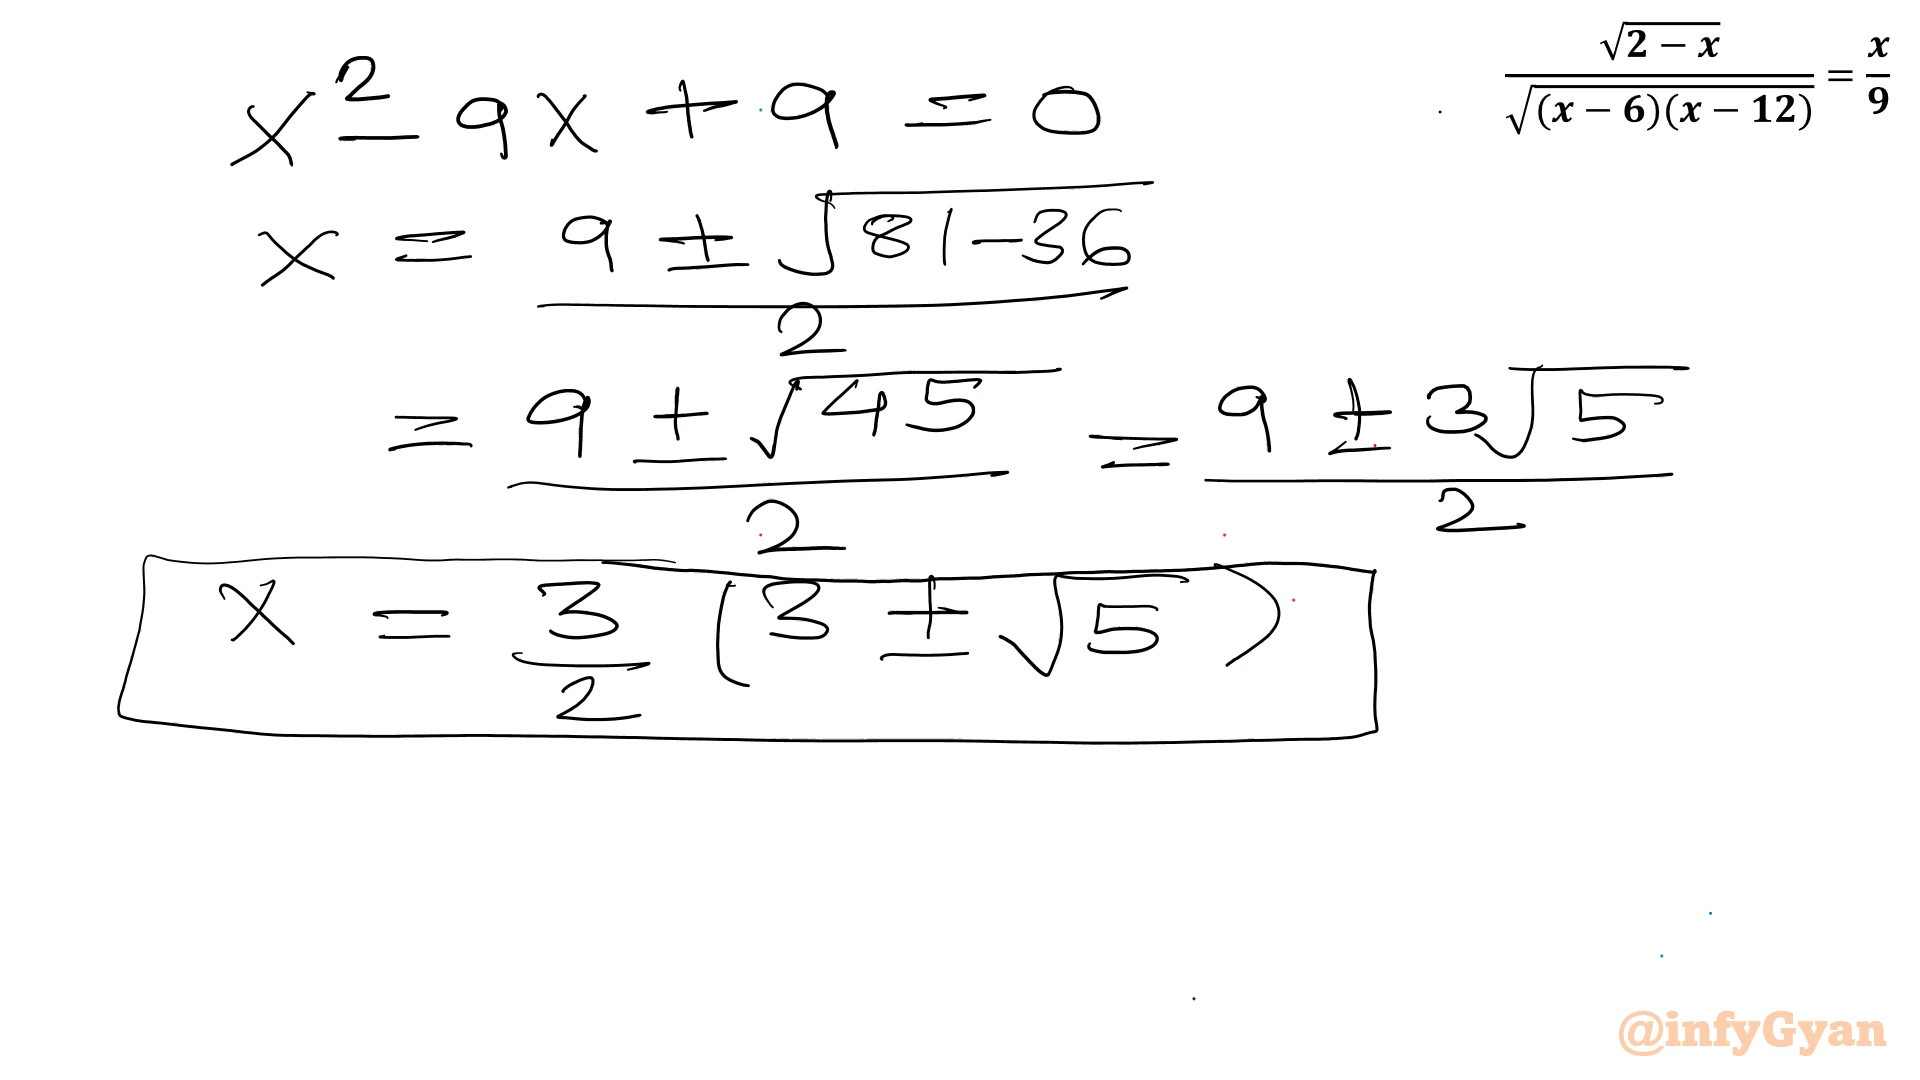 x² - 9x + 9 = 0
√(2 − x) / √((x − 6)(x − 12)) = x/9
x = (9 ± √(81 - 36)) / 2
= (9 ± √45) / 2 = (9 ± 3√5) / 2
x = 3/2 (3 ± √5)
@infyGyan